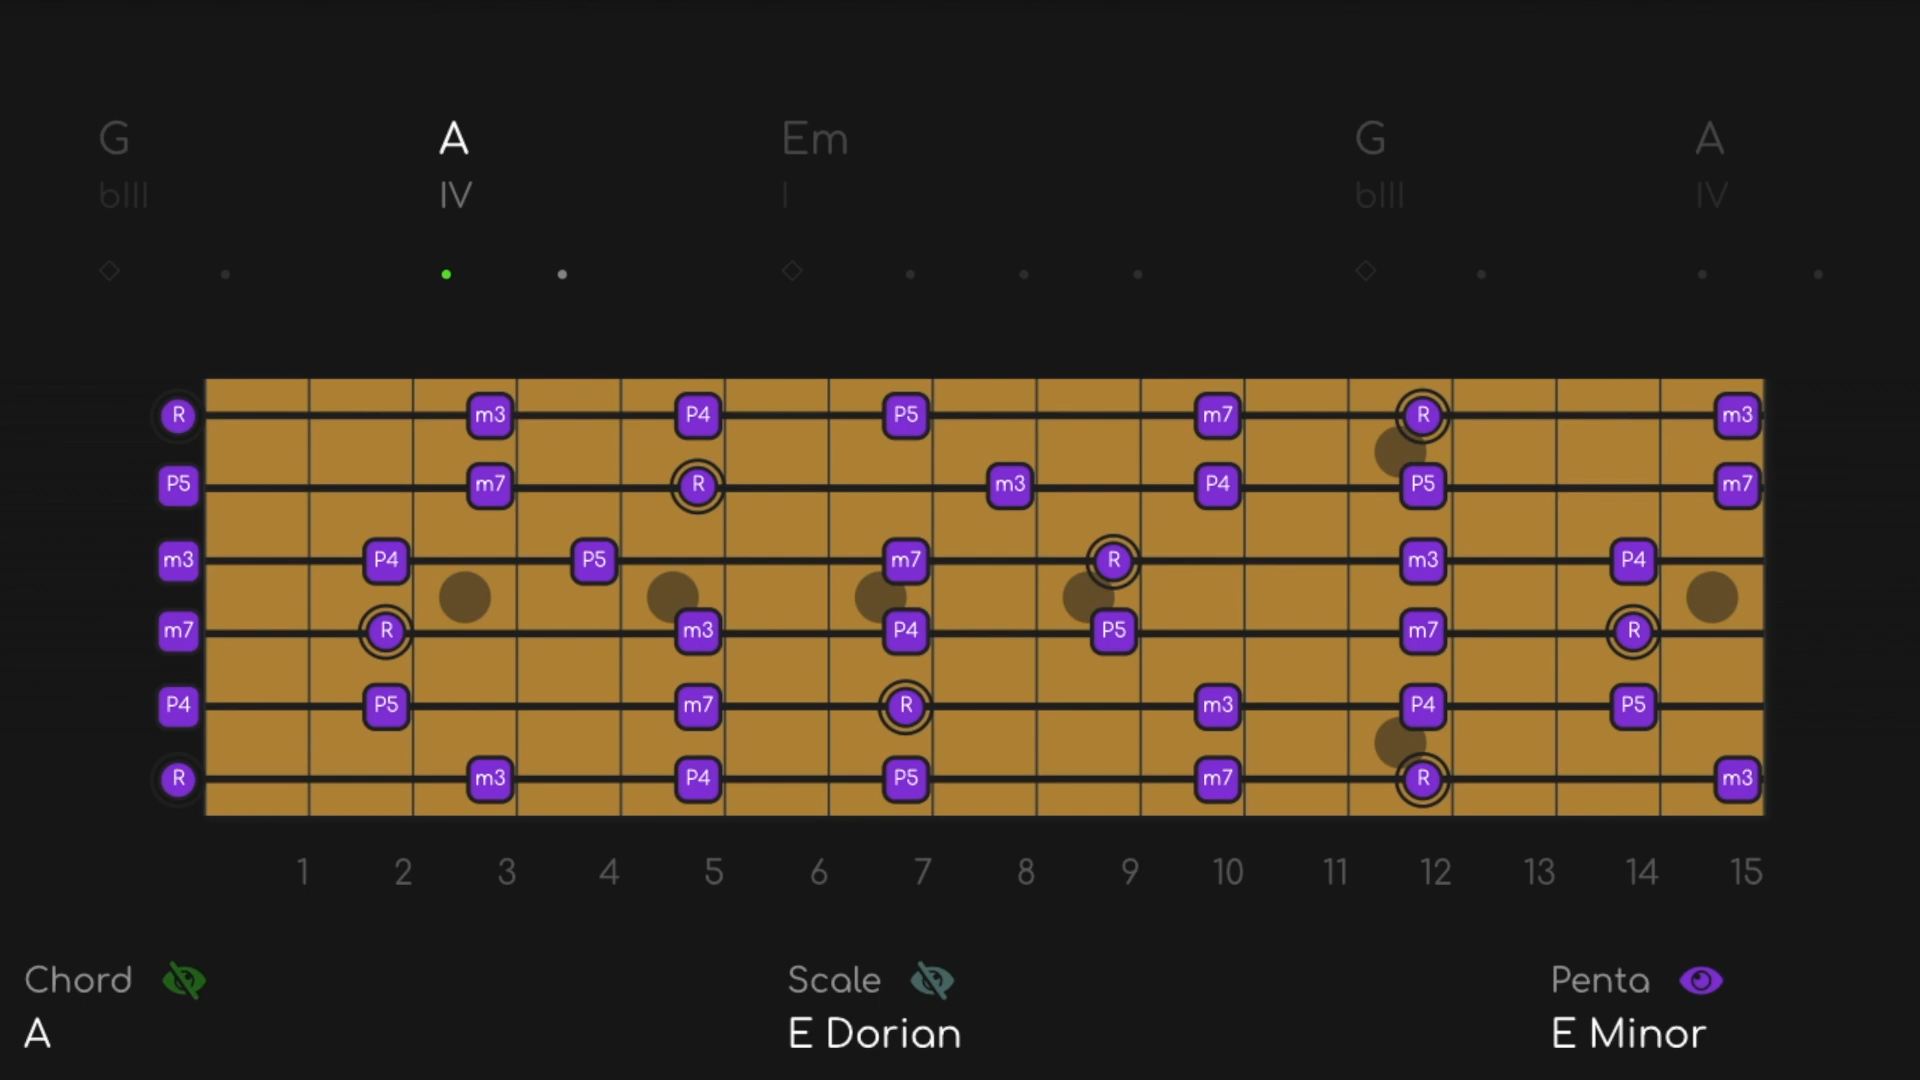 G A Em G A
bIII IV I bIII IV
R m3 P4 P5 m7 R m3
P5 m7 R m3 P4 P5 m7
m3 P4 P5 m7 R m3 P4
m7 R m3 P4 P5 m7 R
P4 P5 m7 R m3 P4 P5
R m3 P4 P5 m7 R m3
1 2 3 4 5 6 7 8 9 10 11 12 13 14 15
Chord Scale Penta
A E Dorian E Minor